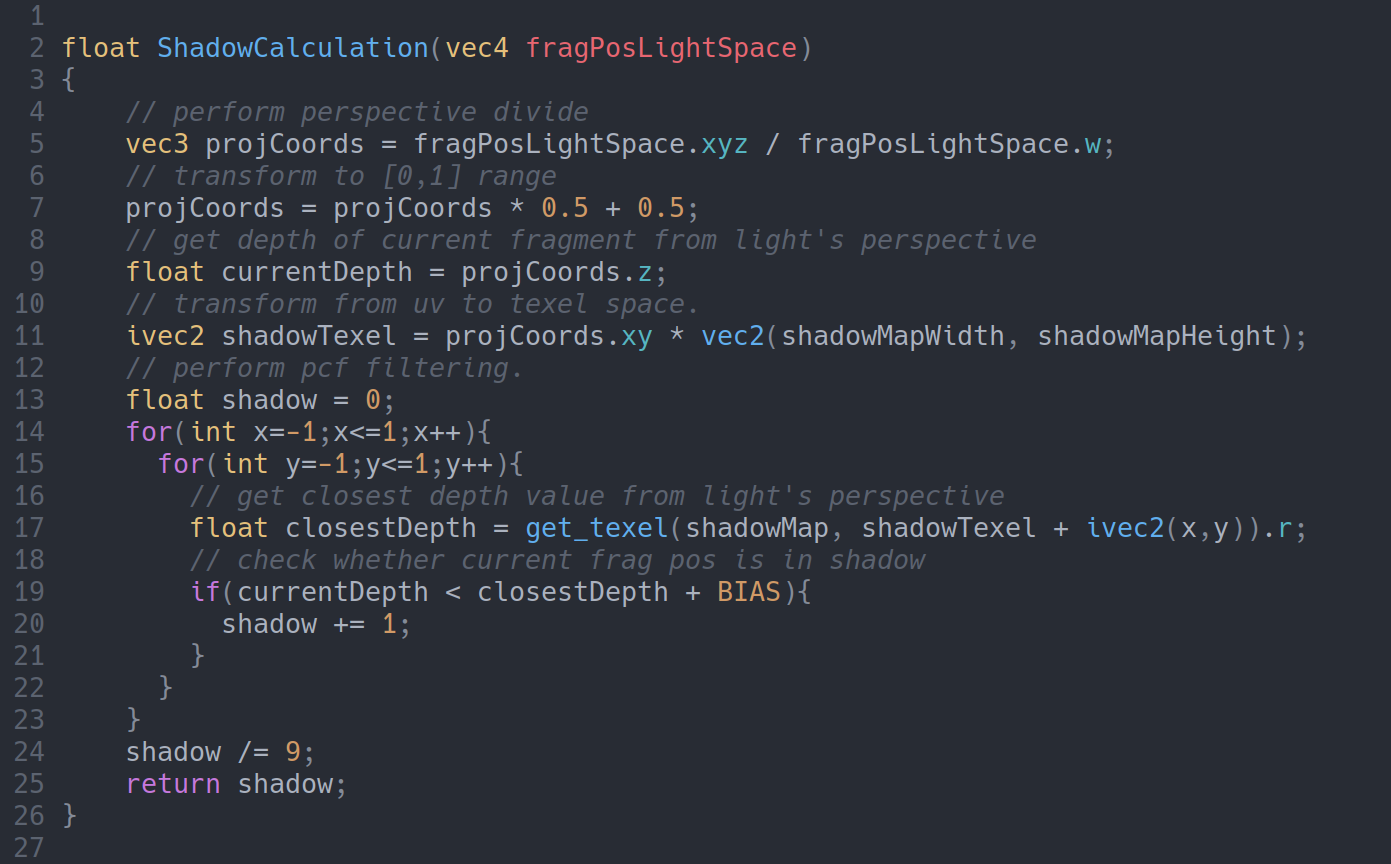 1
2 float ShadowCalculation(vec4 fragPosLightSpace)
3 {
4     // perform perspective divide
5     vec3 projCoords = fragPosLightSpace.xyz / fragPosLightSpace.w;
6     // transform to [0,1] range
7     projCoords = projCoords * 0.5 + 0.5;
8     // get depth of current fragment from light's perspective
9     float currentDepth = projCoords.z;
10     // transform from uv to texel space.
11     ivec2 shadowTexel = projCoords.xy * vec2(shadowMapWidth, shadowMapHeight);
12     // perform pcf filtering.
13     float shadow = 0;
14     for(int x=-1;x<=1;x++){
15       for(int y=-1;y<=1;y++){
16         // get closest depth value from light's perspective
17         float closestDepth = get_texel(shadowMap, shadowTexel + ivec2(x,y)).r;
18         // check whether current frag pos is in shadow
19         if(currentDepth < closestDepth + BIAS){
20           shadow += 1;
21         }
22       }
23     }
24     shadow /= 9;
25     return shadow;
26 }
27